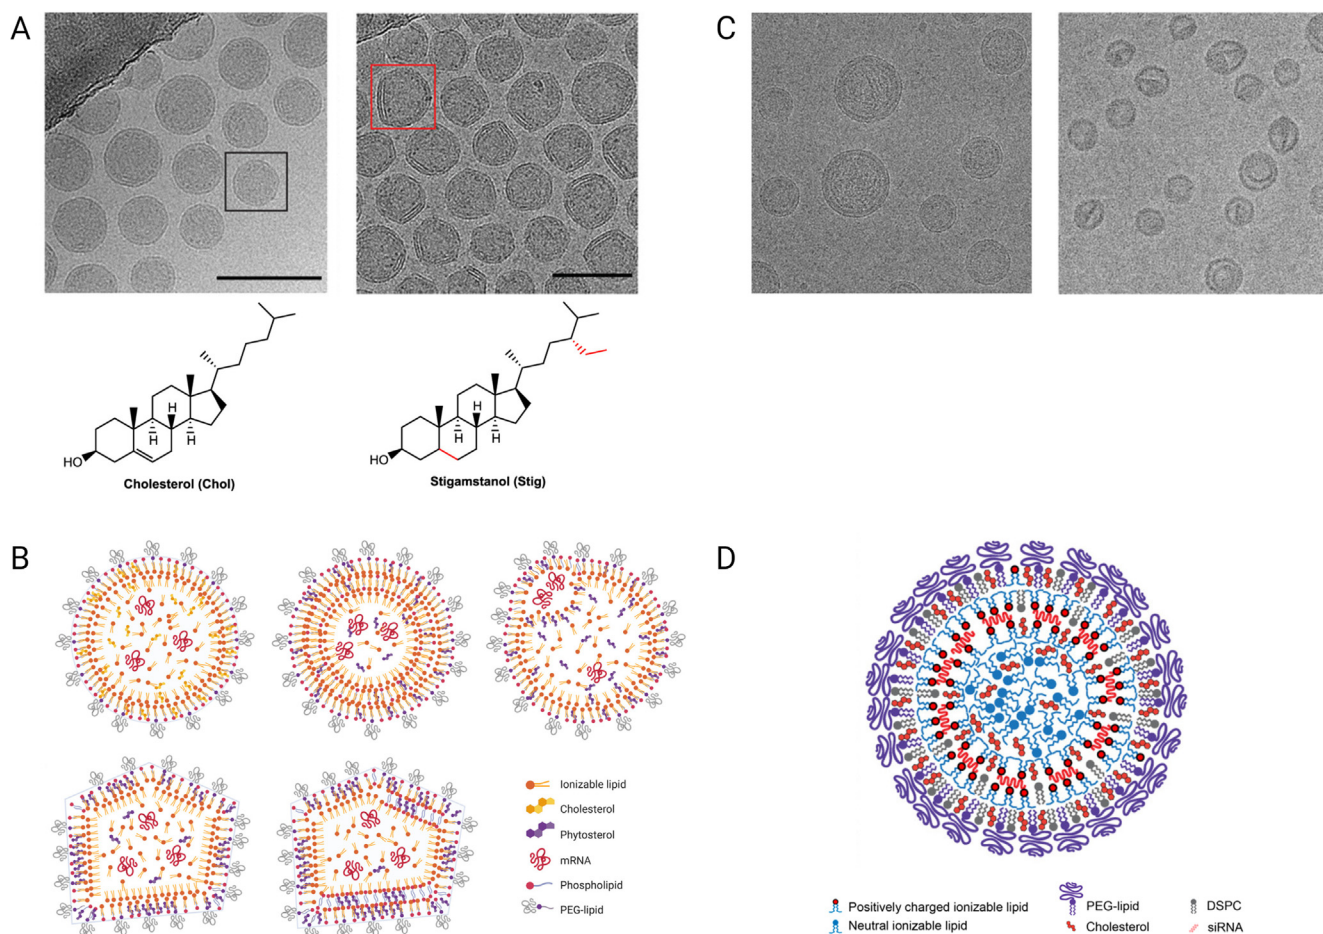 A
C
H
H
H
HO
Cholesterol (Chol)
H
H
H
HO
Stigamstanol (Stig)
B
D
Ionizable lipid
Cholesterol
Phytosterol
mRNA
Phospholipid
PEG-lipid
Positively charged ionizable lipid
Neutral ionizable lipid
PEG-lipid
Cholesterol
DSPC
siRNA